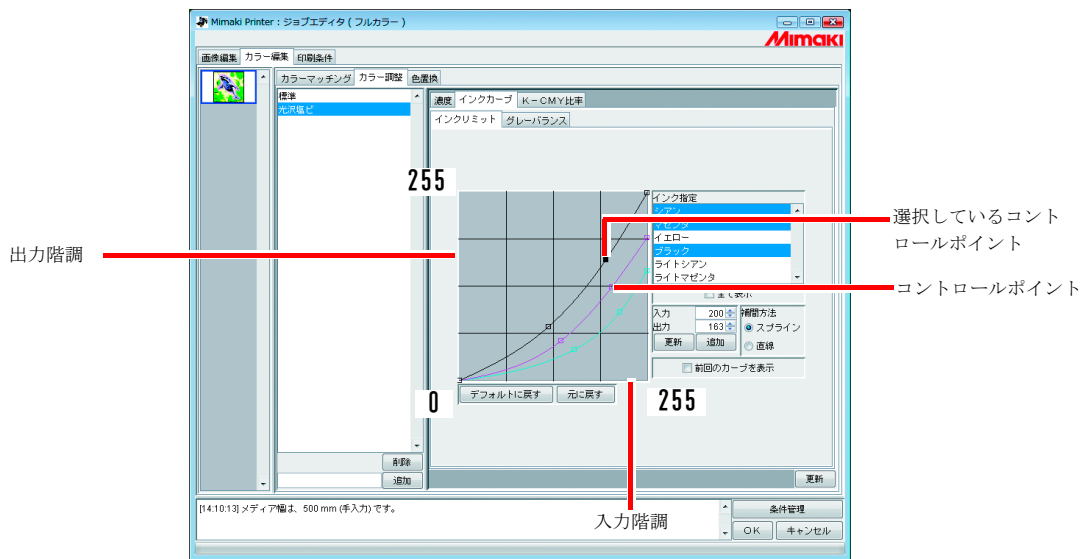 Mimaki Printer : ジョブエディタ ( フルカラー )
Mimaki
画像編集 カラー編集 印刷条件
カラーマッチング カラー調整 色置換
標準
光沢塩ビ
濃度 インクカーブ K-CMY比率
インクリミット グレーバランス
255
インク指定
シアン
マゼンタ
イエロー
ブラック
ライトシアン
ライトマゼンタ
全て表示
選択しているコント
ロールポイント
出力階調
コントロールポイント
入力 200
出力 163
更新 追加
補間方法
スプライン
直線
前回のカーブを表示
0
デフォルトに戻す 元に戻す
255
削除
追加
更新
[14:10:13] メディア幅は、500 mm (手入力) です。
入力階調
条件管理
OK キャンセル